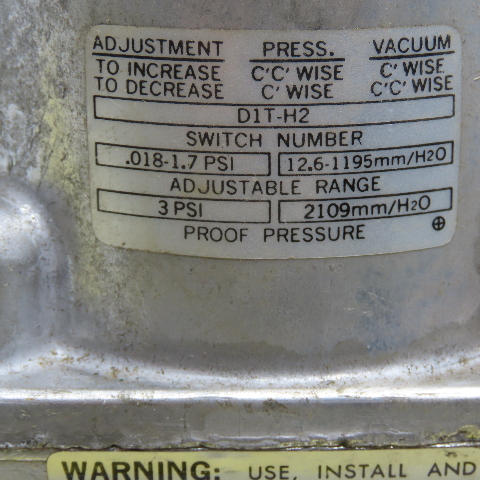 ADJUSTMENT PRESS. VACUUM
TO INCREASE C'C' WISE C' WISE
TO DECREASE C' WISE C'C' WISE
D1T-H2
SWITCH NUMBER
.018-1.7 PSI 12.6-1195mm/H2O
ADJUSTABLE RANGE
3 PSI 2109mm/H2O
PROOF PRESSURE
WARNING: USE, INSTALL AND